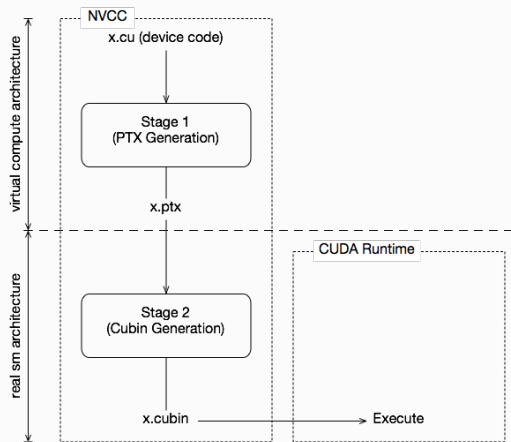 NVCC
x.cu (device code)
virtual compute architecture
Stage 1
(PTX Generation)
x.ptx
CUDA Runtime
real sm architecture
Stage 2
(Cubin Generation)
x.cubin
Execute